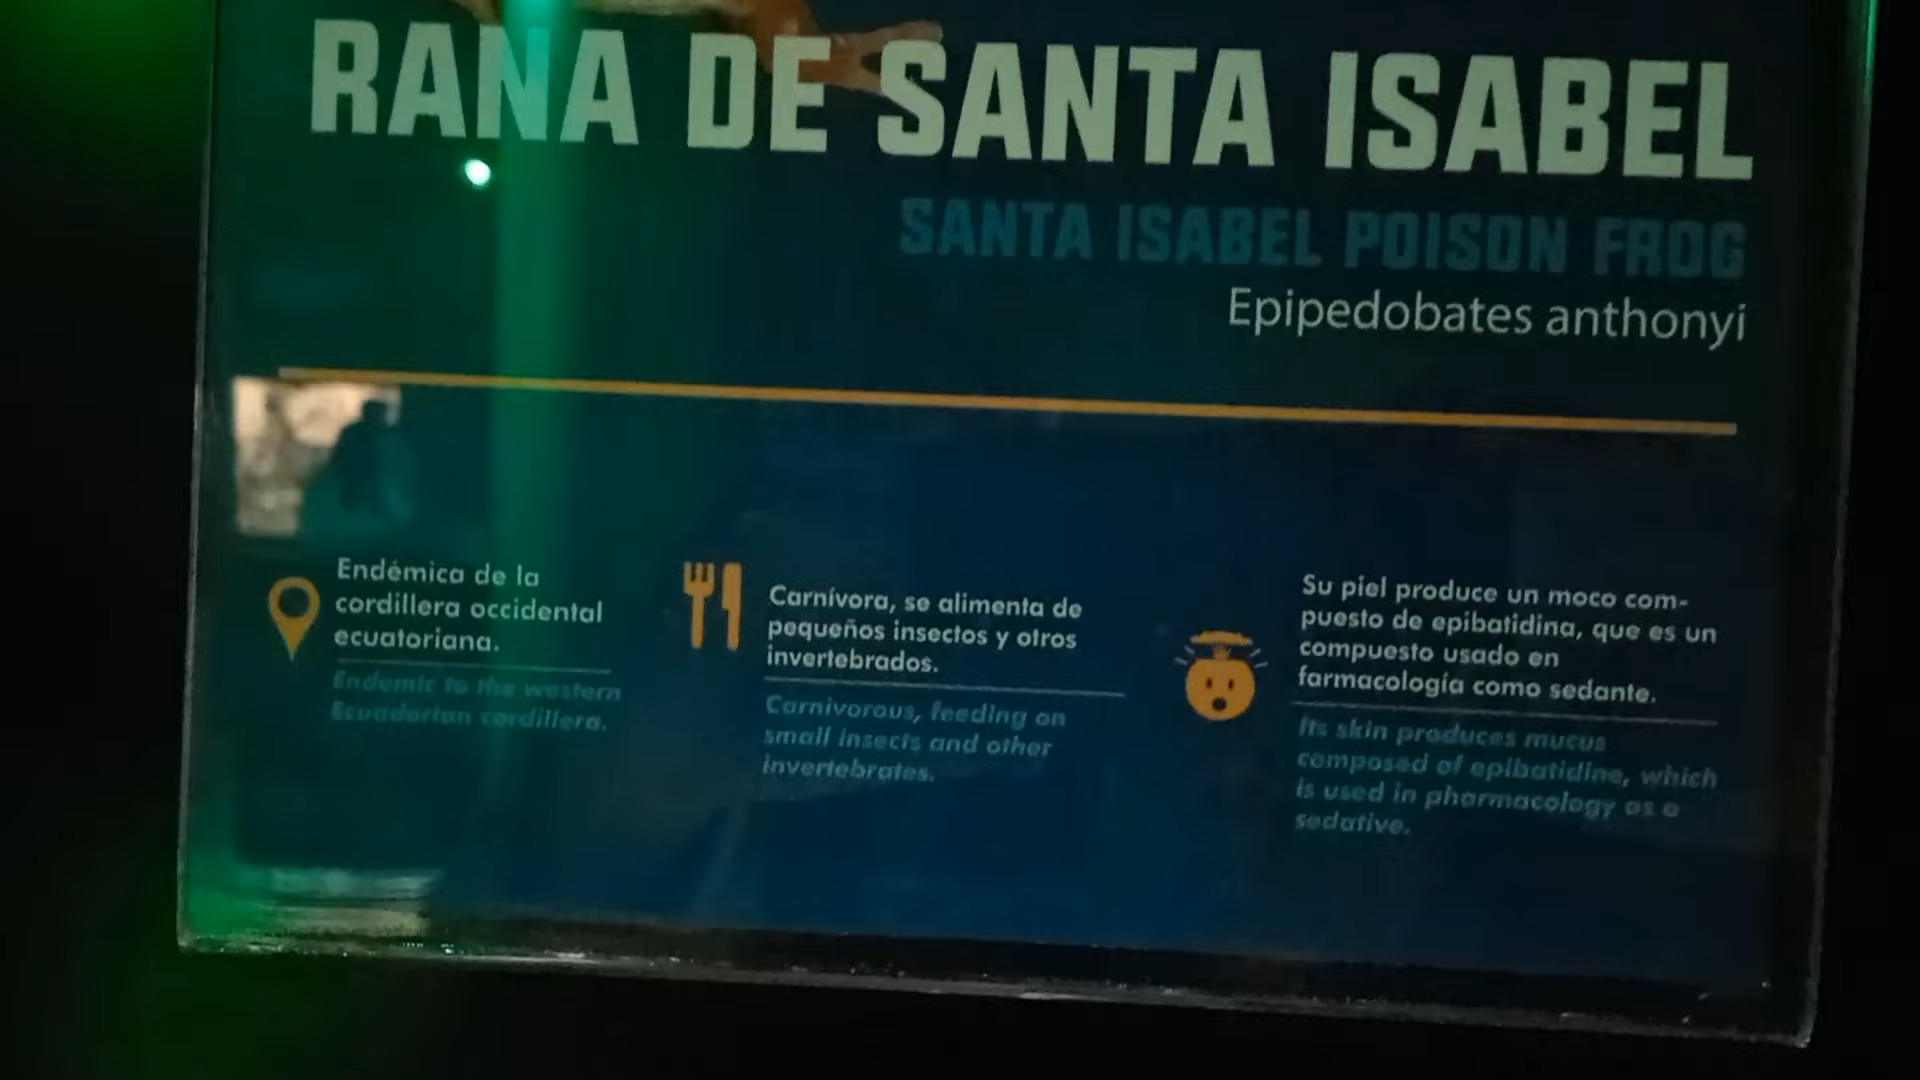 RANA DE SANTA ISABEL
SANTA ISABEL POISON FROG
Epipedobates anthonyi
Endémica de la
cordillera occidental
ecuatoriana.
Endemic to the western
Ecuadorian cordillera.
Carnívora, se alimenta de
pequeños insectos y otros
invertebrados.
Carnivorous, feeding on
small insects and other
invertebrates.
Su piel produce un moco com-
puesto de epibatidina, que es un
compuesto usado en
farmacología como sedante.
Its skin produces mucus
composed of epibatidine, which
is used in pharmacology as a
sedative.